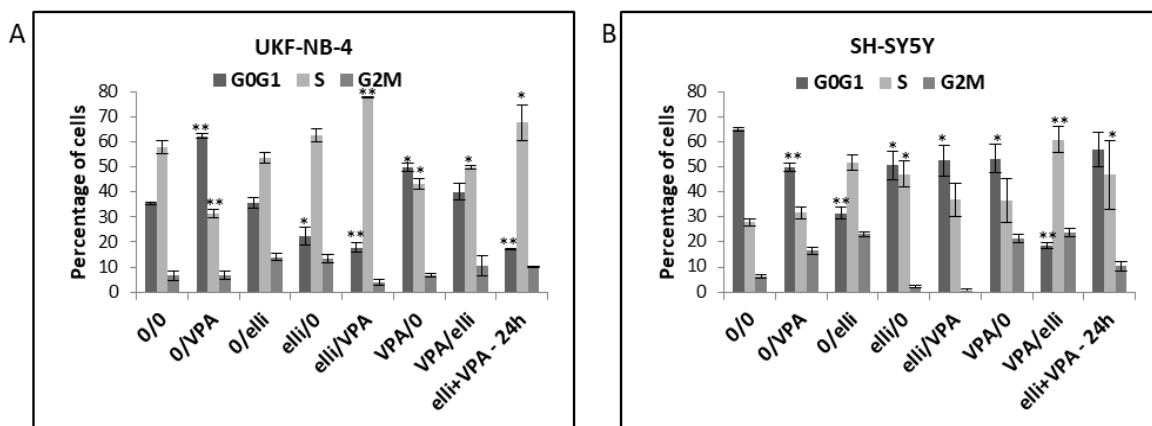 A
UKF-NB-4
G0G1 S G2M
Percentage of cells
80
70
60
50
40
30
20
10
0
** ** * ** * * * ** *
0/0
0/VPA
0/elli
elli/0
elli/VPA
VPA/0
VPA/elli
elli+VPA - 24h
B
SH-SY5Y
G0G1 S G2M
Percentage of cells
80
70
60
50
40
30
20
10
0
** ** * * * * ** ** *
0/0
0/VPA
0/elli
elli/0
elli/VPA
VPA/0
VPA/elli
elli+VPA - 24h